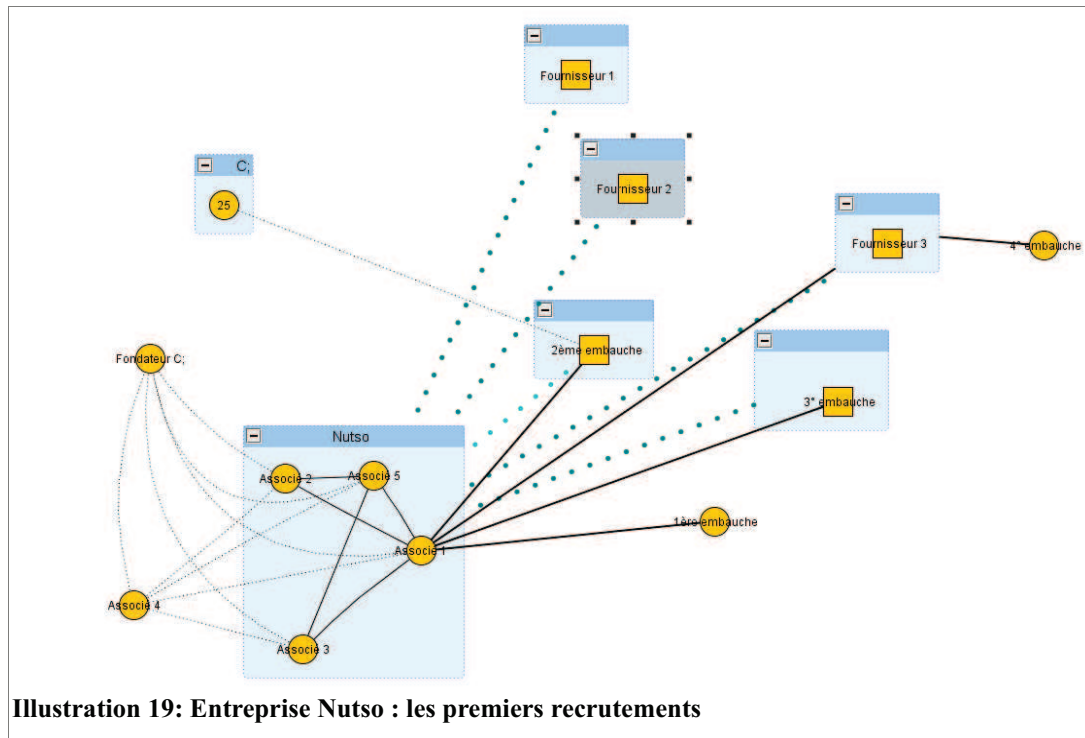 Fournisseur 1
Fournisseur 2
C;
25
Fournisseur 3
4* embauche
2ème embauche
Fondateur C;
3* embauche
Nutso
Associé 2
Associé 5
1ère embauche
Associé 1
Associé 4
Associé 3
Illustration 19: Entreprise Nutso : les premiers recrutements